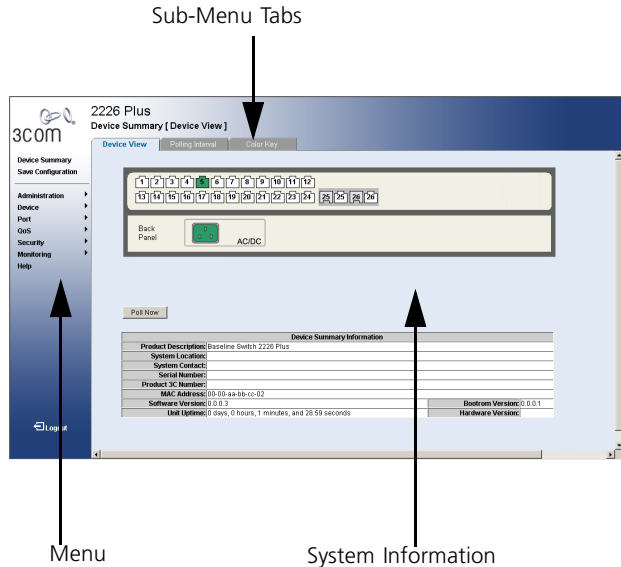 Sub-Menu Tabs
3COM
2226 Plus
Device Summary [ Device View ]
Device View Polling Interval Color Key
Device Summary
Save Configuration
Administration
Device
Port
QoS
Security
Monitoring
Help
Logout
1 2 3 4 5 6 7 8 9 10 11 12
13 14 15 16 17 18 19 20 21 22 23 24 25 25 26 26
Back
Panel
AC/DC
Poll Now
Device Summary Information
Product Description: Baseline Switch 2226 Plus
System Location:
System Contact:
Serial Number:
Product 3C Number:
MAC Address: 00-00-aa-bb-cc-02
Software Version: 0.0.0.3 Bootrom Version: 0.0.0.1
Unit Uptime: 0 days, 0 hours, 1 minutes, and 28.59 seconds Hardware Version:
Menu
System Information